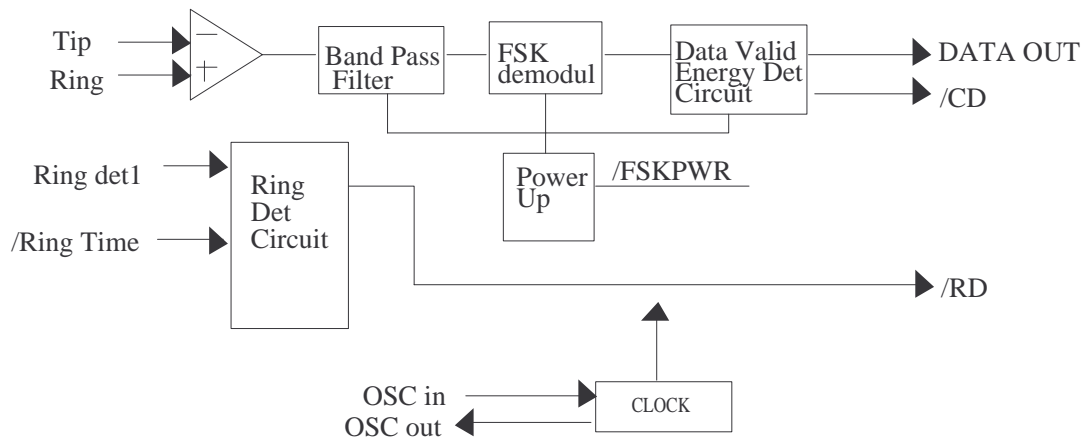 Tip
Ring
−
+
Band Pass
Filter
FSK
demodul
Data Valid
Energy Det
Circuit
DATA OUT
/CD
Ring det1
/Ring Time
Ring
Det
Circuit
Power
Up
/FSKPWR
/RD
OSC in
OSC out
CLOCK